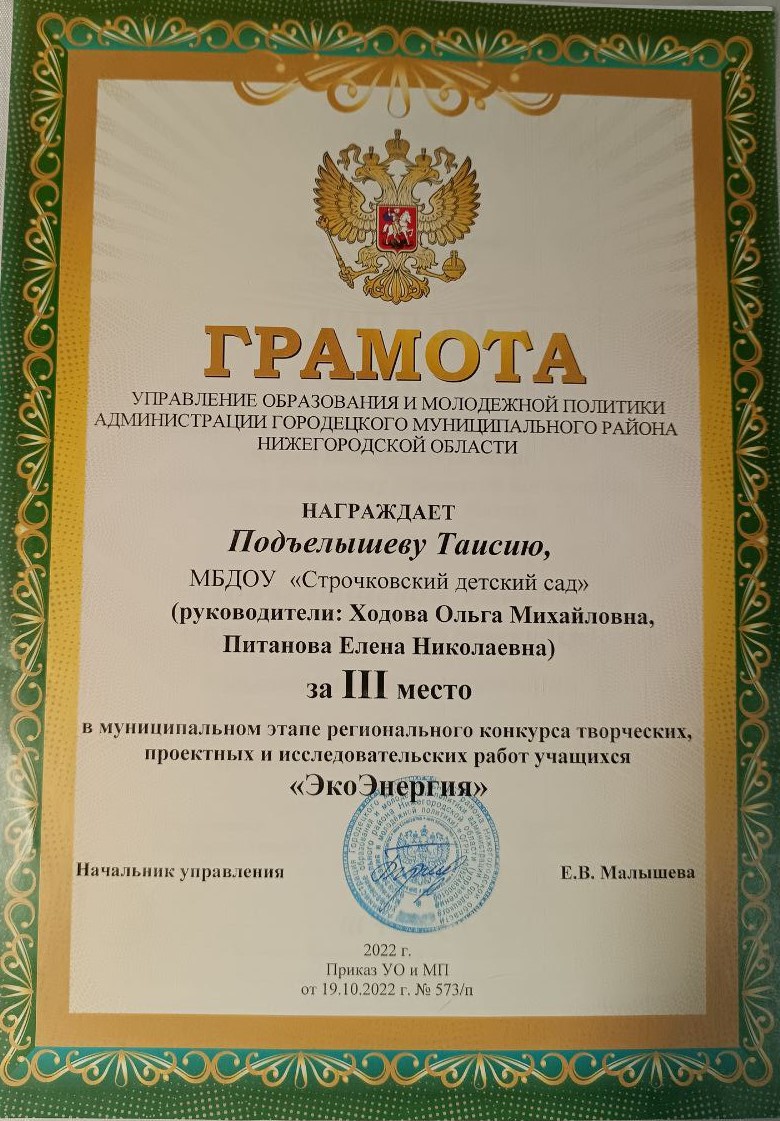 ГРАМОТА
УПРАВЛЕНИЕ ОБРАЗОВАНИЯ И МОЛОДЕЖНОЙ ПОЛИТИКИ
АДМИНИСТРАЦИИ ГОРОДЕЦКОГО МУНИЦИПАЛЬНОГО РАЙОНА
НИЖЕГОРОДСКОЙ ОБЛАСТИ
НАГРАЖДАЕТ
Подъелышеву Таисию,
МБДОУ «Строчковский детский сад»
(руководители: Ходова Ольга Михайловна,
Питанова Елена Николаевна)
за III место
в муниципальном этапе регионального конкурса творческих,
проектных и исследовательских работ учащихся
«ЭкоЭнергия»
Начальник управления Е.В. Малышева
2022 г.
Приказ УО и МП
от 19.10.2022 г. № 573/п